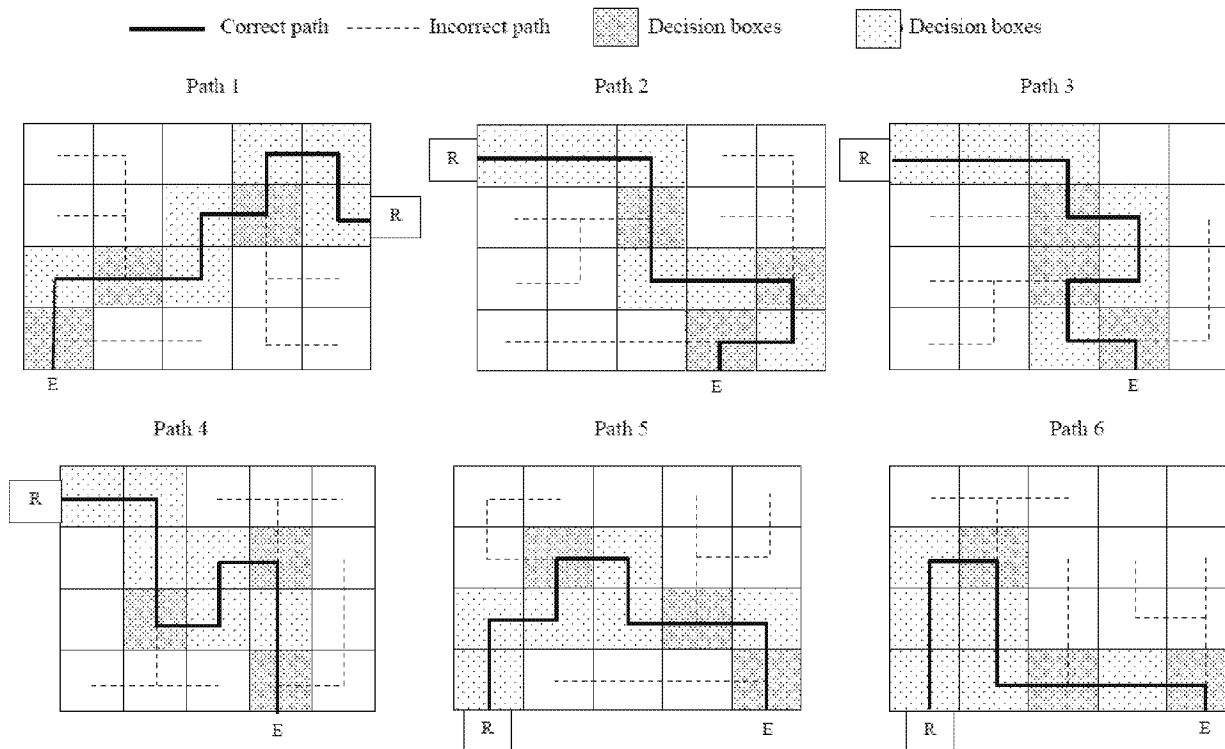 Correct path Incorrect path Decision boxes Decision boxes
Path 1 Path 2 Path 3
R R R
E E E
Path 4 Path 5 Path 6
R
E R E R E